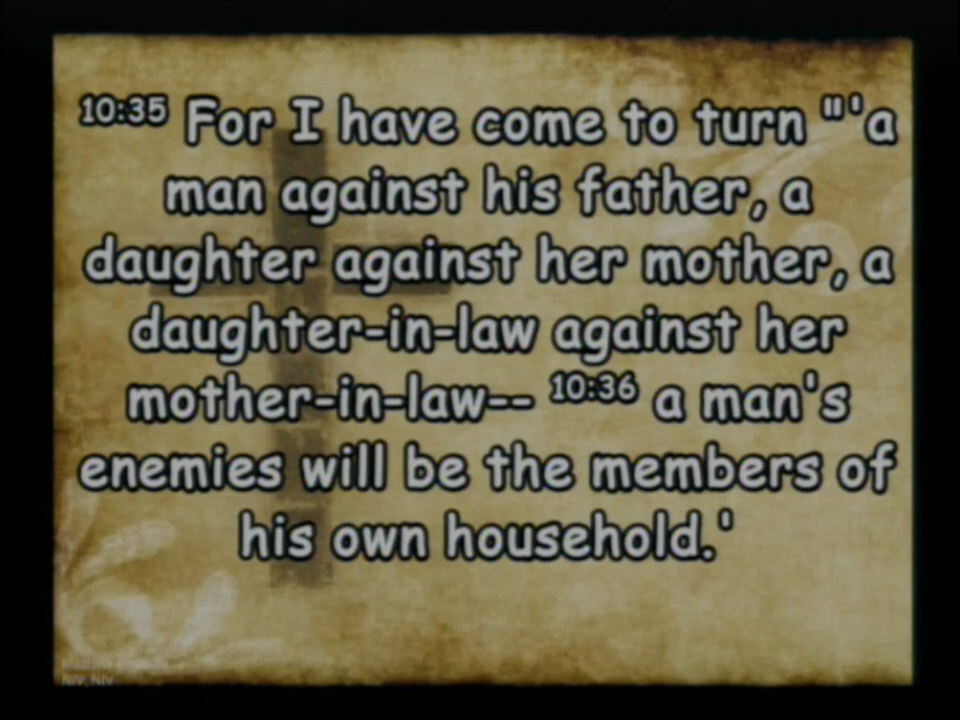 10:35 For I have come to turn "'a
man against his father, a
daughter against her mother, a
daughter-in-law against her
mother-in-law-- 10:36 a man's
enemies will be the members of
his own household.'
NIV, NIV